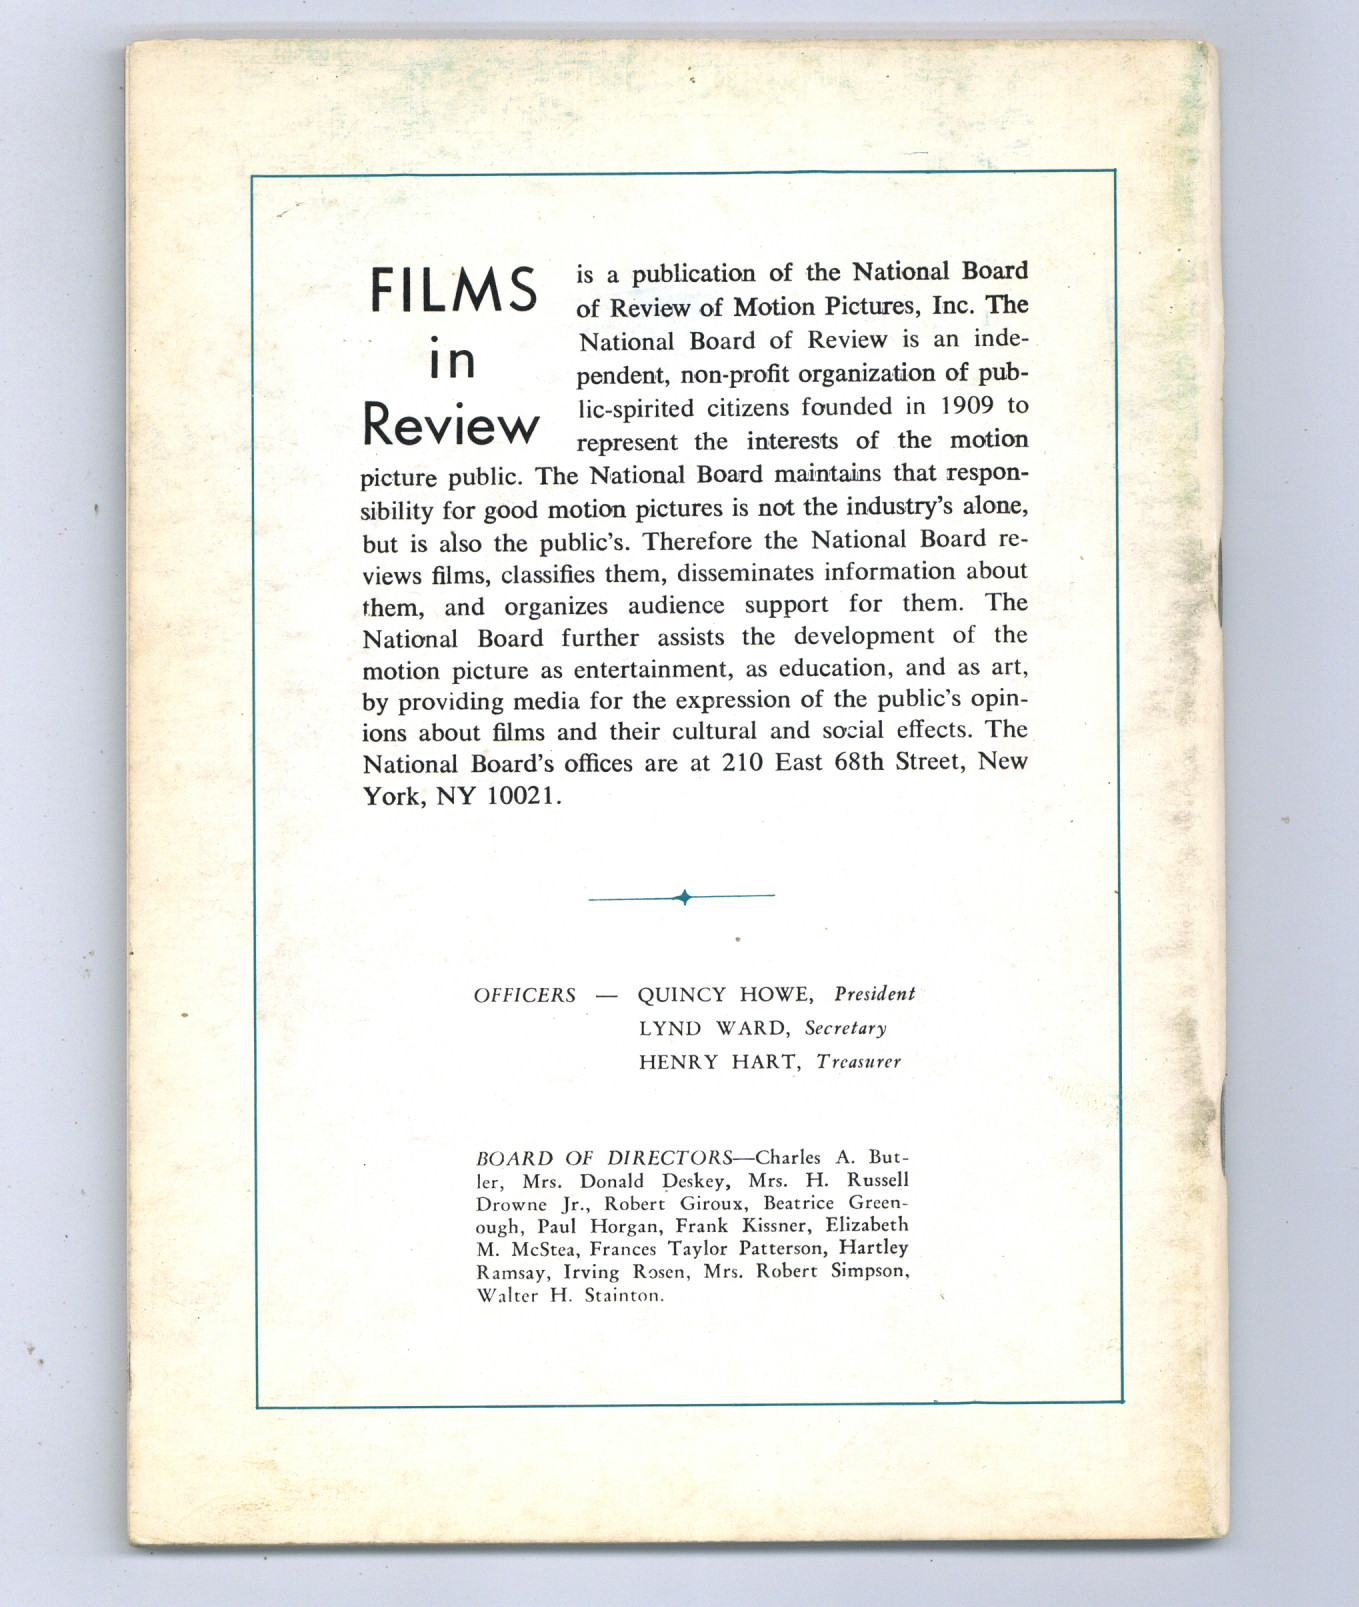 FILMS
in
Review
is a publication of the National Board
of Review of Motion Pictures, Inc. The
National Board of Review is an inde-
pendent, non-profit organization of pub-
lic-spirited citizens founded in 1909 to
represent the interests of the motion
picture public. The National Board maintains that respon-
sibility for good motion pictures is not the industry's alone,
but is also the public's. Therefore the National Board re-
views films, classifies them, disseminates information about
them, and organizes audience support for them. The
National Board further assists the development of the
motion picture as entertainment, as education, and as art,
by providing media for the expression of the public's opin-
ions about films and their cultural and social effects. The
National Board's offices are at 210 East 68th Street, New
York, NY 10021.
OFFICERS — QUINCY HOWE, President
LYND WARD, Secretary
HENRY HART, Treasurer
BOARD OF DIRECTORS—Charles A. But-
ler, Mrs. Donald Deskey, Mrs. H. Russell
Drowne Jr., Robert Giroux, Beatrice Green-
ough, Paul Horgan, Frank Kissner, Elizabeth
M. McStea, Frances Taylor Patterson, Hartley
Ramsay, Irving Rosen, Mrs. Robert Simpson,
Walter H. Stainton.